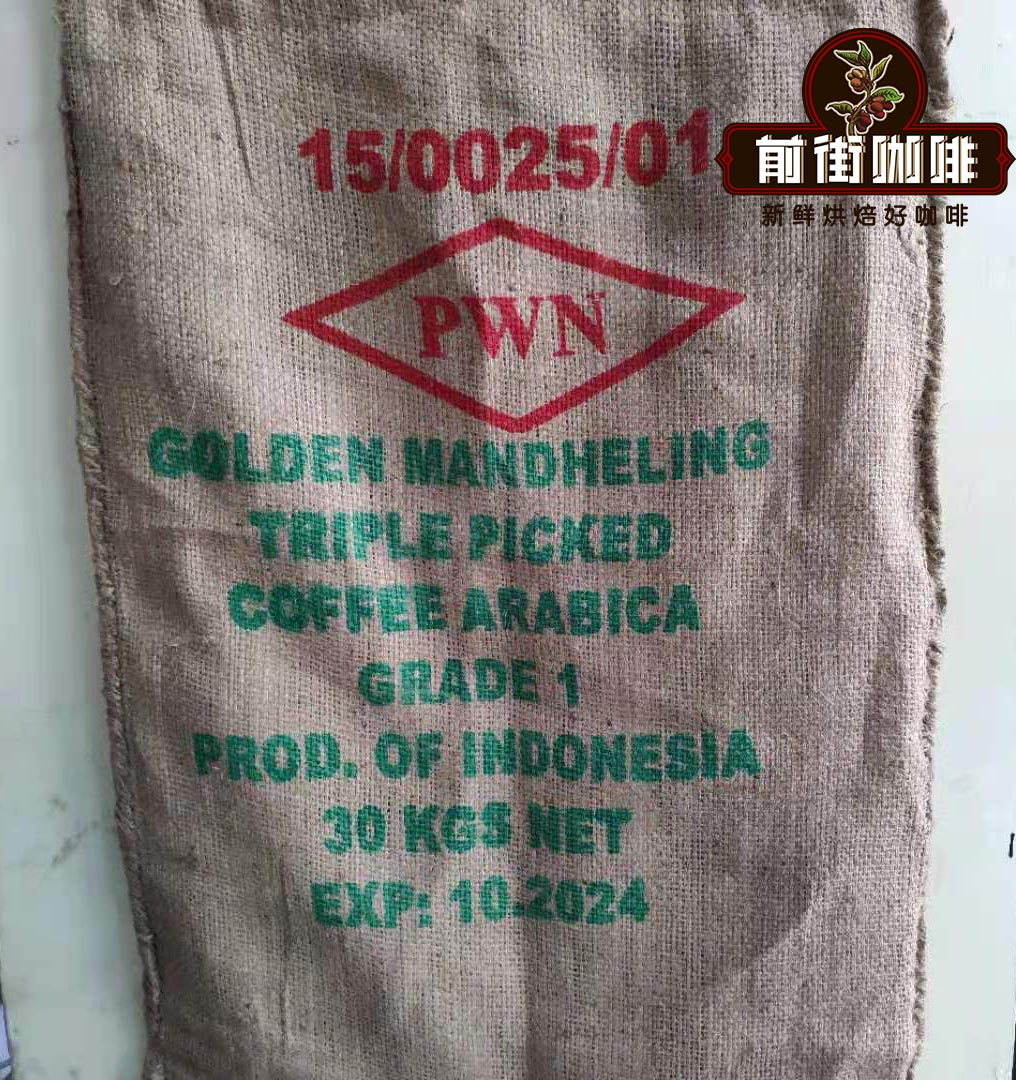 15/0025/01
前街咖啡
新鲜烘焙好咖啡
PWN
GOLDEN MANDHELING
TRIPLE PICKED
COFFEE ARABICA
GRADE 1
PROD. OF INDONESIA
30 KGS NET
EXP: 10.2024